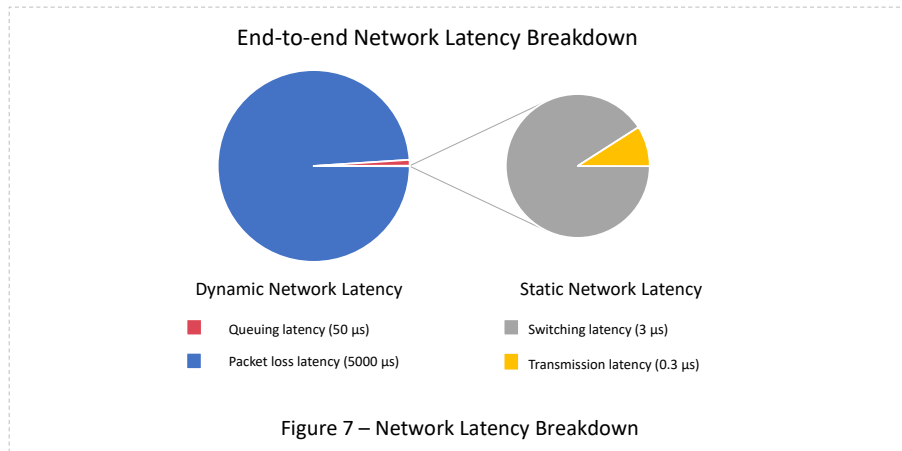 End-to-end Network Latency Breakdown
Dynamic Network Latency
Queuing latency (50 μs)
Packet loss latency (5000 μs)
Static Network Latency
Switching latency (3 μs)
Transmission latency (0.3 μs)
Figure 7 – Network Latency Breakdown